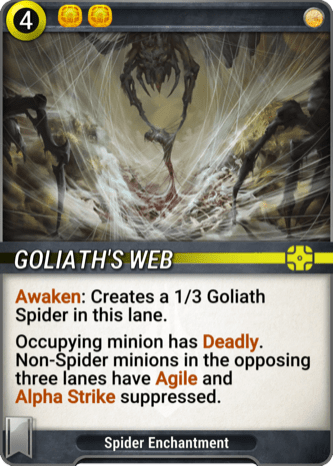 4
GOLIATH'S WEB
Awaken: Creates a 1/3 Goliath
Spider in this lane.
Occupying minion has Deadly.
Non-Spider minions in the opposing
three lanes have Agile and
Alpha Strike suppressed.
Spider Enchantment